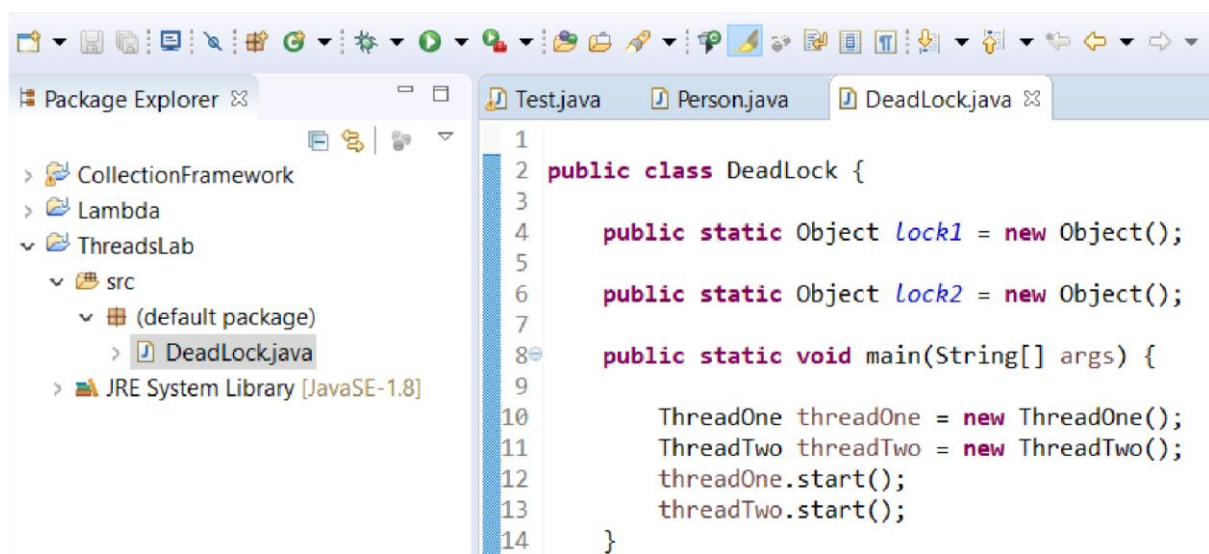 Package Explorer
CollectionFramework
Lambda
ThreadsLab
src
(default package)
DeadLock.java
JRE System Library [JavaSE-1.8]
Test.java Person.java DeadLock.java
1
2 public class DeadLock {
3
4 public static Object lock1 = new Object();
5
6 public static Object lock2 = new Object();
7
8 public static void main(String[] args) {
9
10 ThreadOne threadOne = new ThreadOne();
11 ThreadTwo threadTwo = new ThreadTwo();
12 threadOne.start();
13 threadTwo.start();
14 }